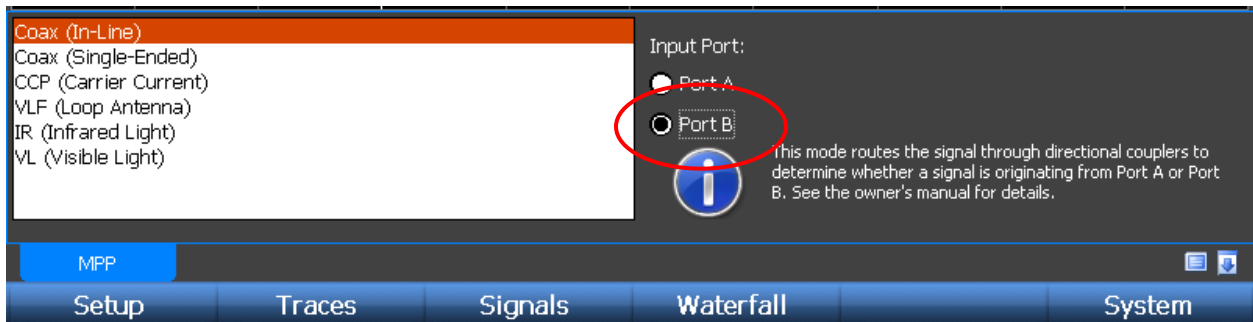 Coax (In-Line)
Coax (Single-Ended)
CCP (Carrier Current)
VLF (Loop Antenna)
IR (Infrared Light)
VL (Visible Light)
Input Port:
Port A
Port B
This mode routes the signal through directional couplers to
determine whether a signal is originating from Port A or Port
B. See the owner's manual for details.
MPP
Setup Traces Signals Waterfall System